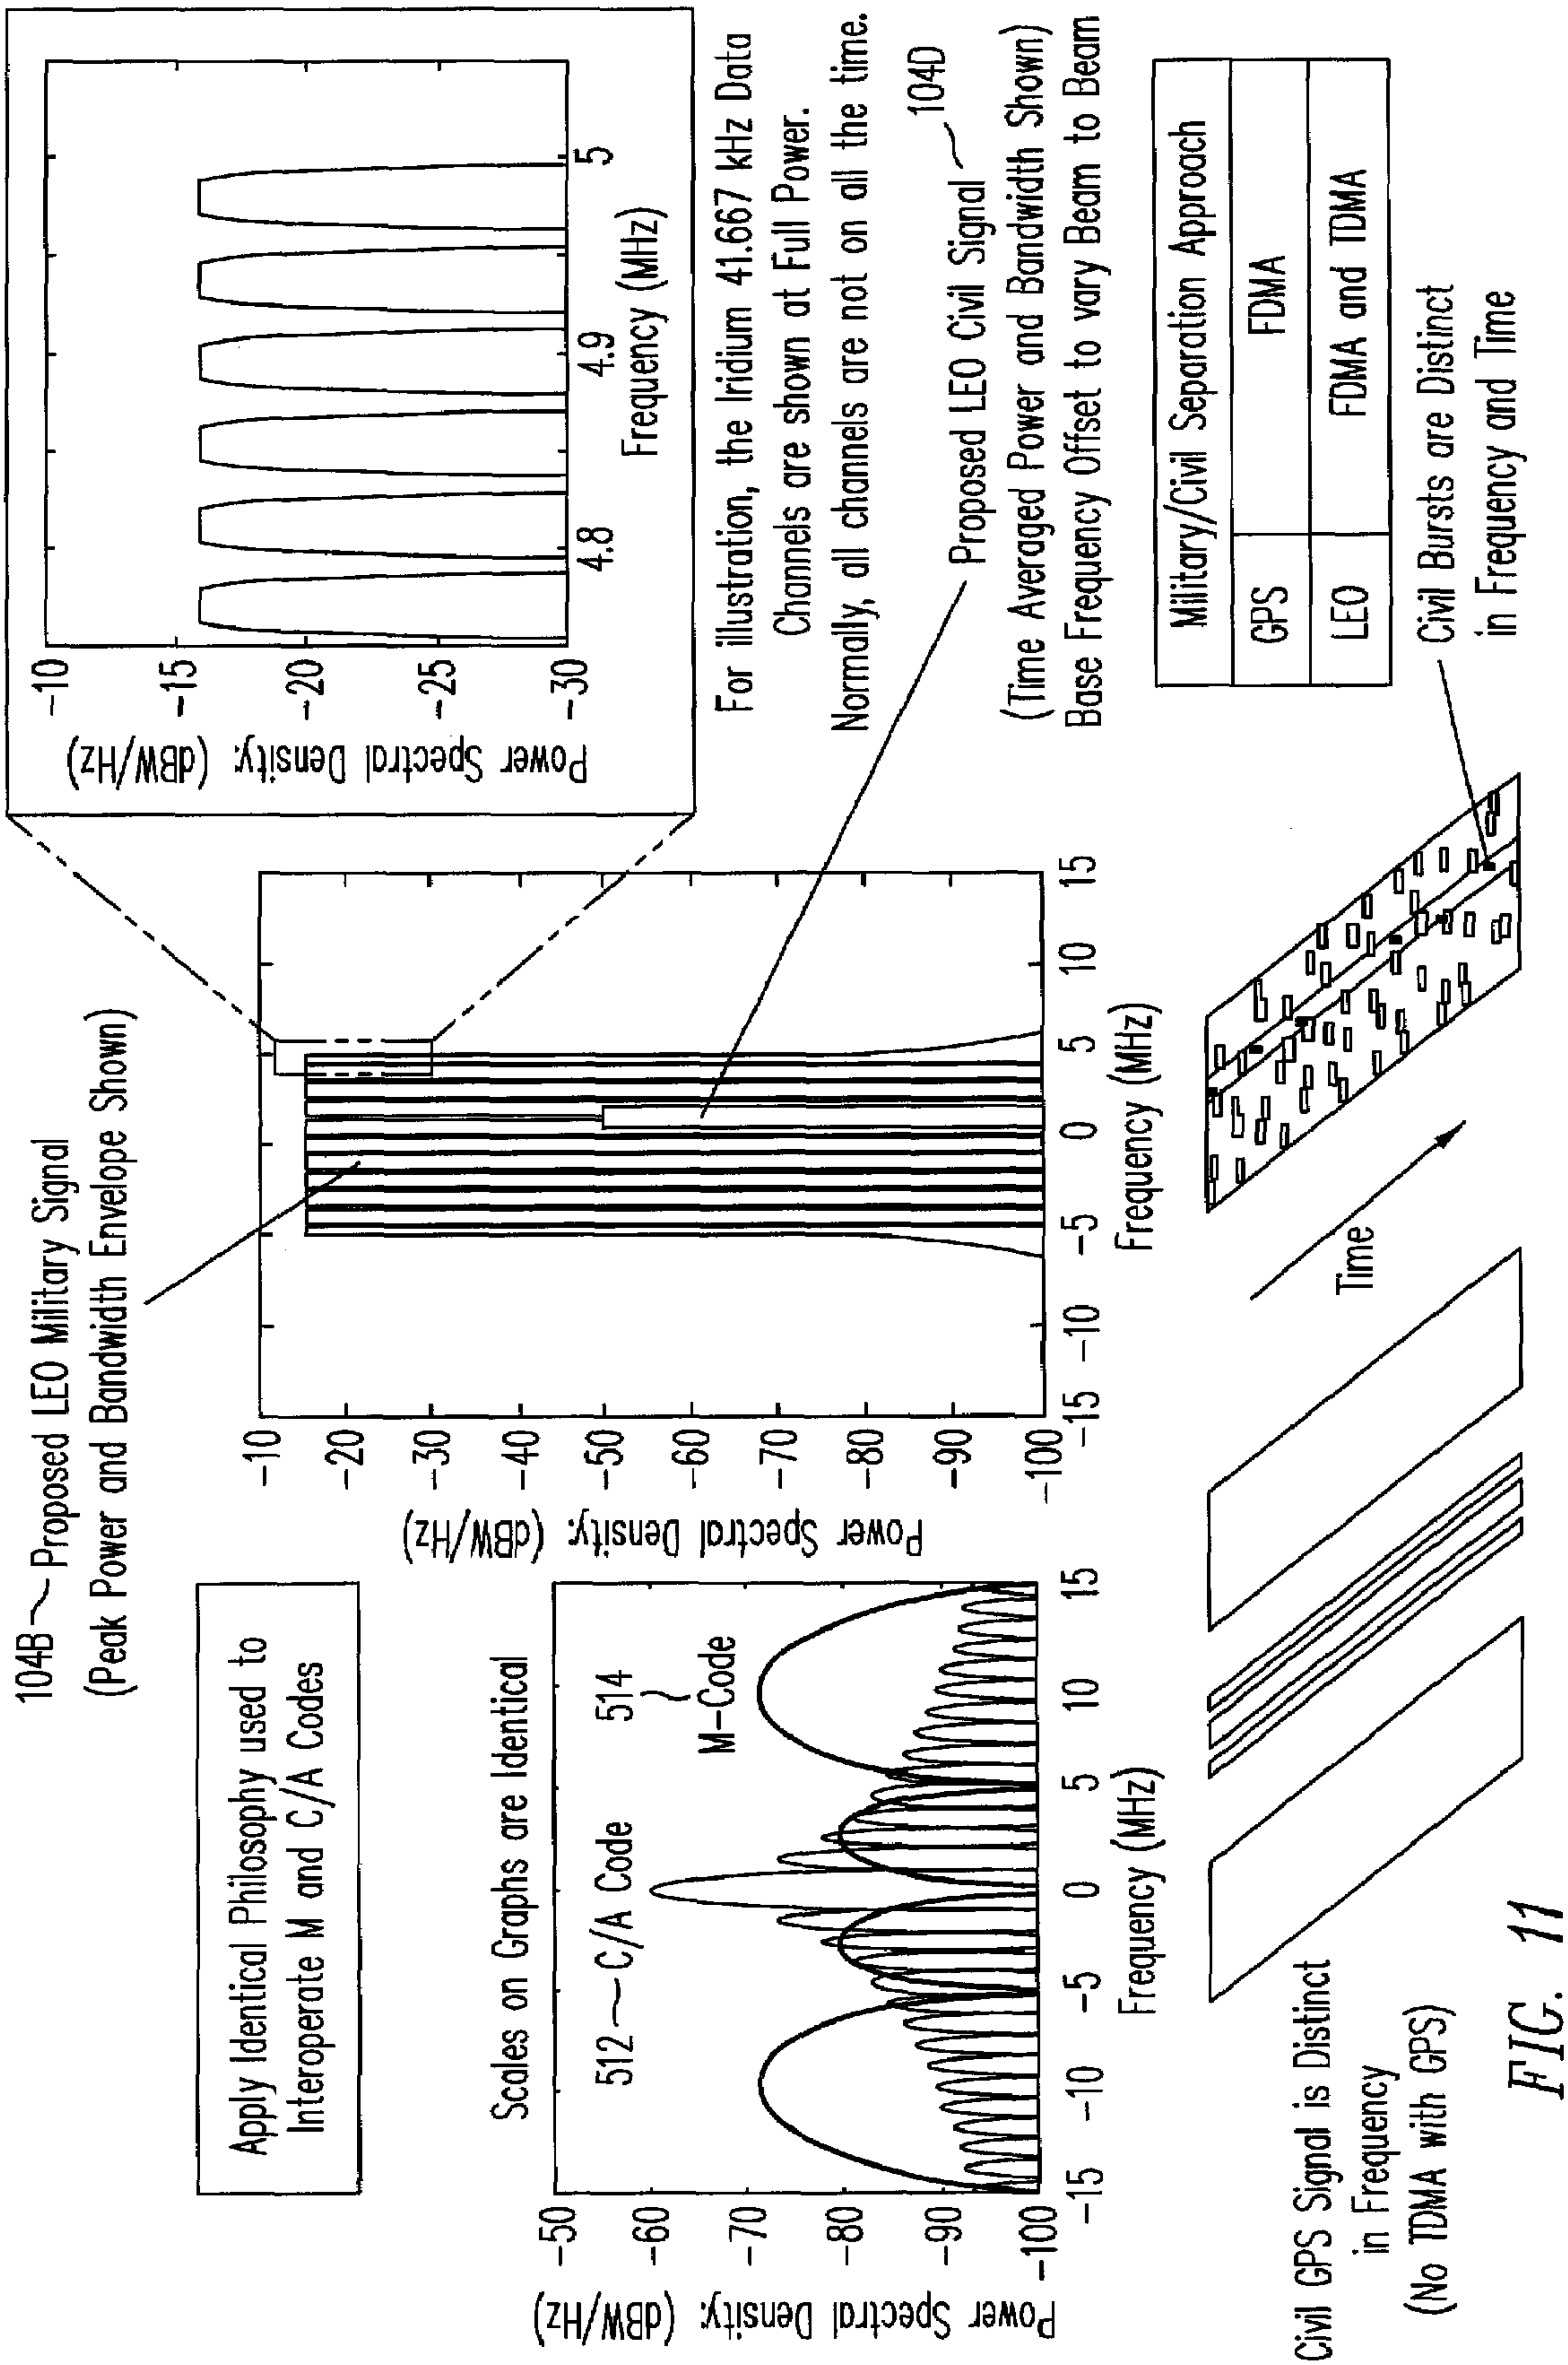 104B
Proposed LEO Military Signal
(Peak Power and Bandwidth Envelope Shown)
Apply Identical Philosophy used to
Interoperate M and C/A Codes
Scales on Graphs are Identical
512
C/A Code
514
M-Code
Power Spectral Density: (dBW/Hz)
-50
-60
-70
-80
-90
-100
-15
-10
-5
0
5
10
15
Frequency (MHz)
Power Spectral Density: (dBW/Hz)
-10
-20
-30
-40
-50
-60
-70
-80
-90
-100
-15
-10
-5
0
5
10
15
Frequency (MHz)
Power Spectral Density: (dBW/Hz)
-10
-15
-20
-25
-30
4.8
4.9
5
Frequency (MHz)
For illustration, the Iridium 41.667 kHz Data
Channels are shown at Full Power.
Normally, all channels are not on all the time.
Proposed LEO Civil Signal
104D
(Time Averaged Power and Bandwidth Shown)
Base Frequency Offset to vary Beam to Beam
Military/Civil Separation Approach
GPS
FDMA
LEO
FDMA and TDMA
Civil Bursts are Distinct
in Frequency and Time
Time
Civil GPS Signal is Distinct
in Frequency
(No TDMA with GPS)
FIG. 11